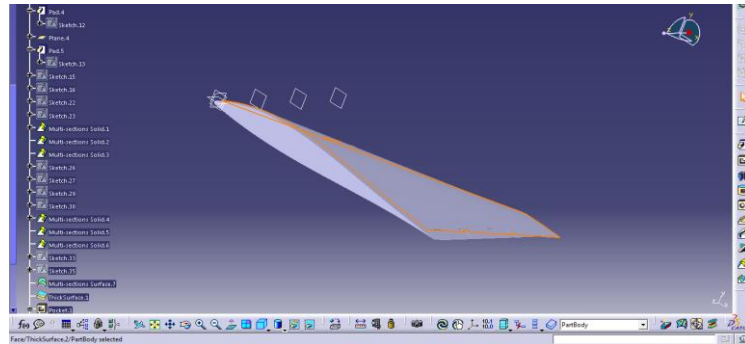 Pad.4
Sketch.12
Plane.4
Pad.5
Sketch.13
Sketch.15
Sketch.16
Sketch.22
Sketch.23
Multi-sections Solid.1
Multi-sections Solid.2
Multi-sections Solid.3
Sketch.26
Sketch.27
Sketch.29
Sketch.30
Multi-sections Solid.4
Multi-sections Solid.5
Multi-sections Solid.6
Sketch.33
Sketch.35
Multi-sections Surface.7
ThickSurface.1
Pocket.1
PartBody
Face/ThickSurface.2/PartBody selected